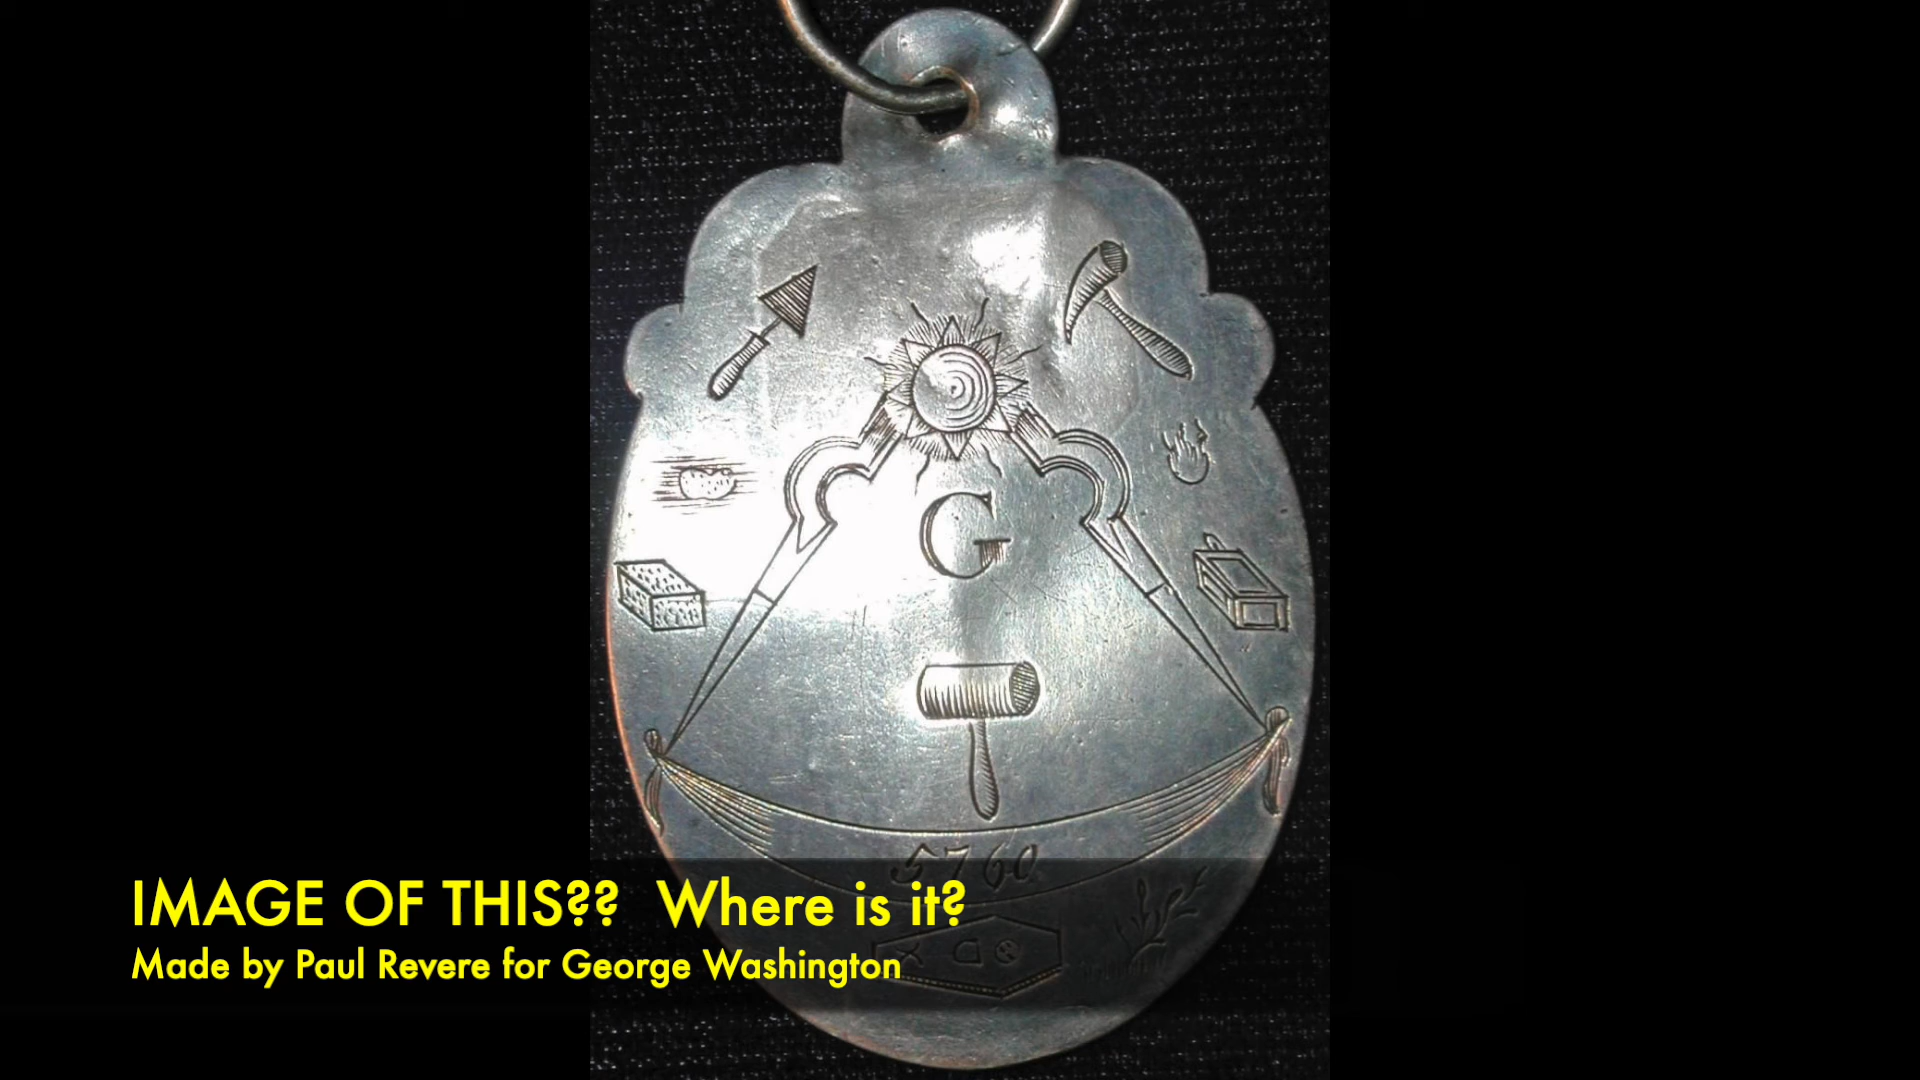 G
5760
IMAGE OF THIS?? Where is it?
Made by Paul Revere for George Washington